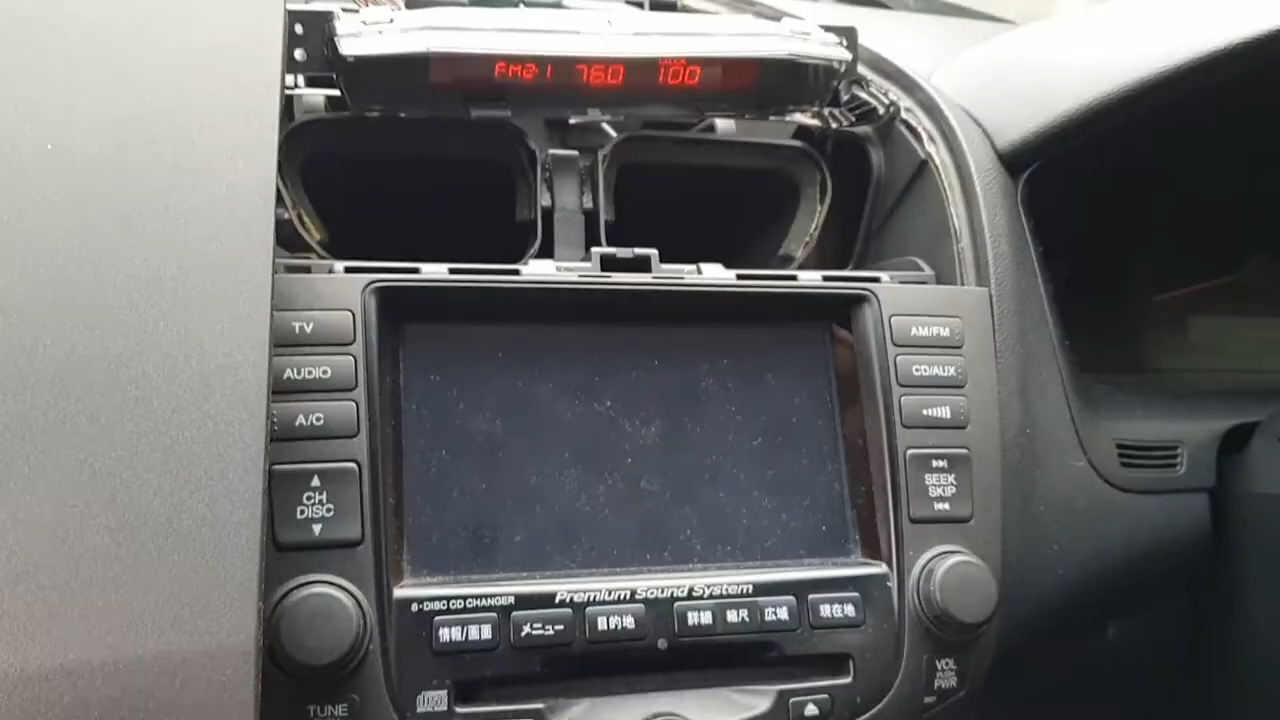 FM2-1 760 CLOCK 100
TV
AUDIO
A/C
▲
CH
DISC
▼
AM/FM
CD/AUX
⏭
SEEK
SKIP
⏮
6·DISC CD CHANGER
Premium Sound System
情報/画面
メニュー
目的地
詳細 縮尺 広域
現在地
VOL
PUSH
PWR
TUNE